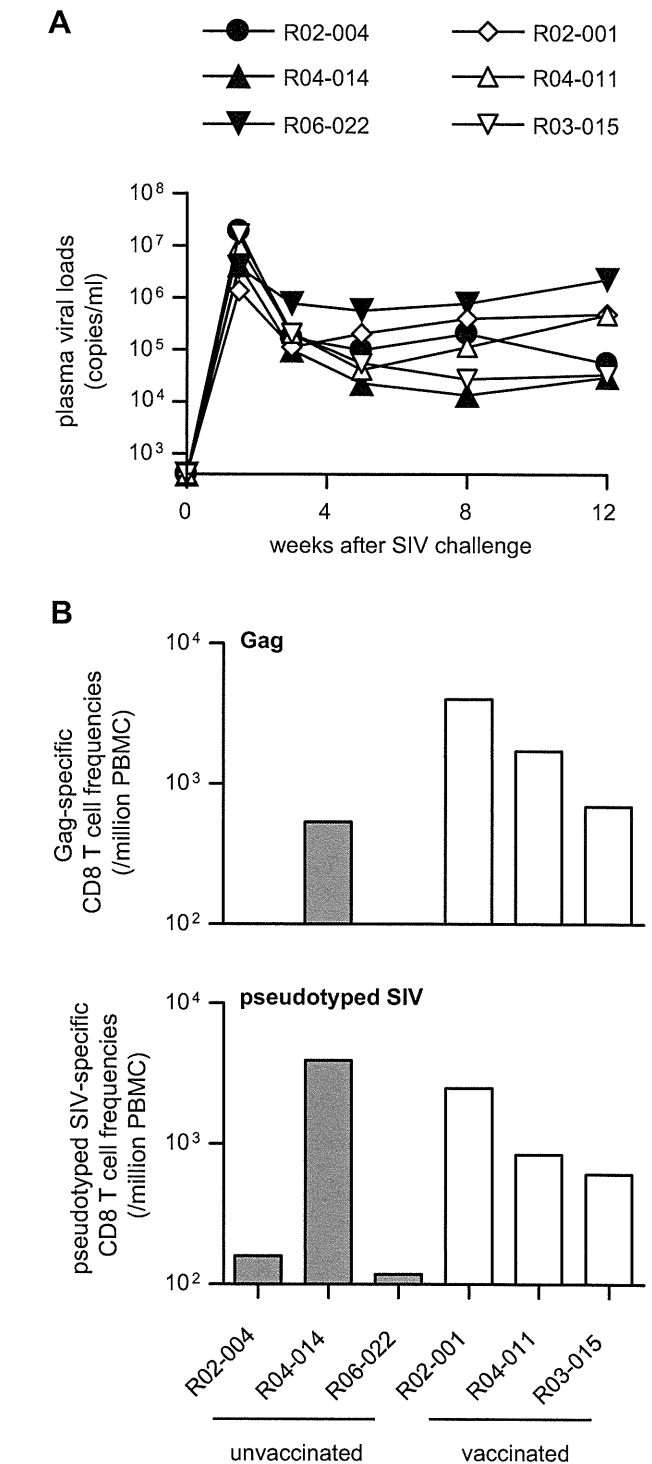 A
R02-004 R02-001
R04-014 R04-011
R06-022 R03-015
plasma viral loads
(copies/ml)
10⁸
10⁷
10⁶
10⁵
10⁴
10³
0 4 8 12
weeks after SIV challenge
B
Gag
Gag-specific
CD8 T cell frequencies
(/million PBMC)
10⁴
10³
10²
pseudotyped SIV
pseudotyped SIV-specific
CD8 T cell frequencies
(/million PBMC)
10⁴
10³
10²
R02-004 R04-014 R06-022 R02-001 R04-011 R03-015
unvaccinated vaccinated